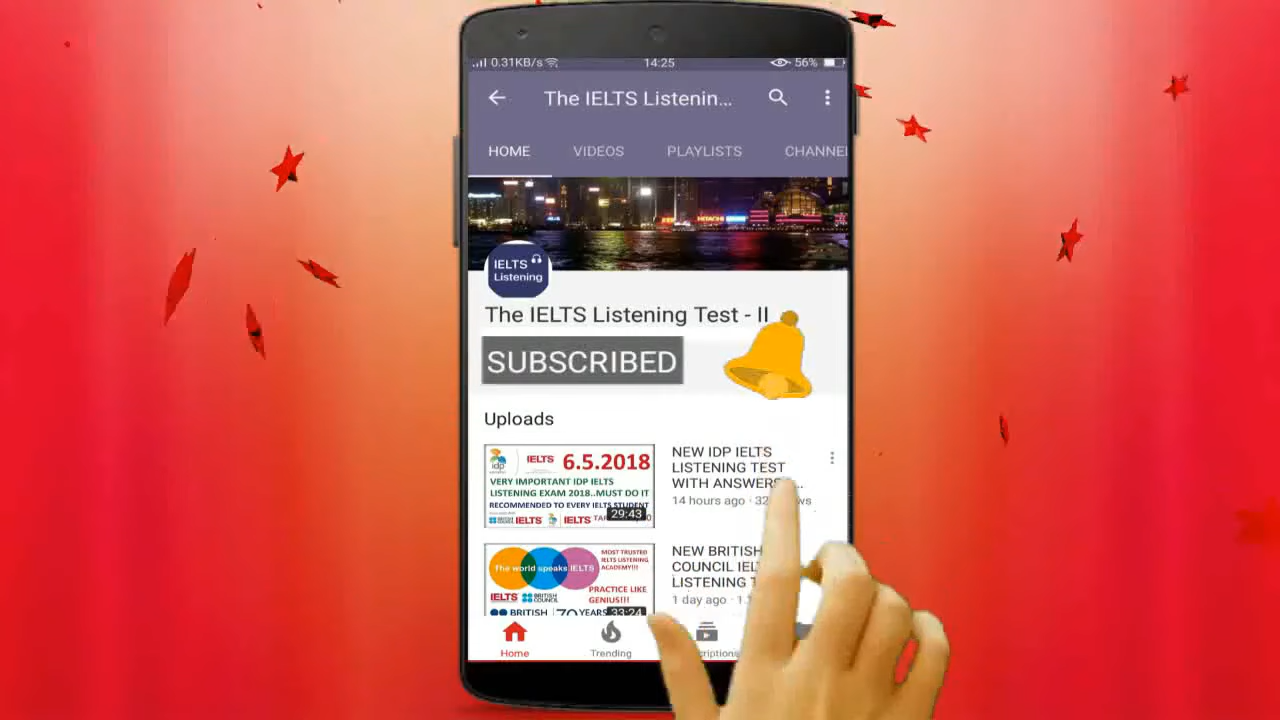 0.31KB/s 14:25 56%
The IELTS Listenin...
HOME VIDEOS PLAYLISTS CHANNEL
HITACHI
IELTS
Listening
The IELTS Listening Test - II
SUBSCRIBED
Uploads
idp IELTS 6.5.2018
VERY IMPORTANT IDP IELTS
LISTENING EXAM 2018..MUST DO IT
RECOMMENDED TO EVERY IELTS STUDENT
BRITISH COUNCIL IELTS IELTS
29:43
NEW IDP IELTS
LISTENING TEST
WITH ANSWERS
14 hours ago
MOST TRUSTED
IELTS LISTENING
ACADEMY!!!
The world speaks IELTS
PRACTICE LIKE
GENIUS!!!
IELTS BRITISH COUNCIL
BRITISH 70 YEARS
33:24
NEW BRITISH
COUNCIL
LISTENING
1 day ago
Home Trending